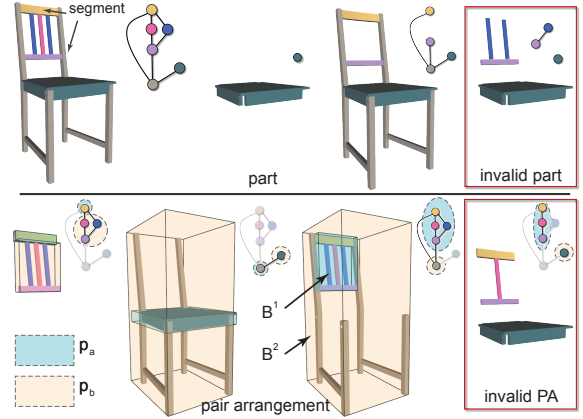 segment
part
invalid part
B¹
B²
pₐ
p_b
pair arrangement
invalid PA